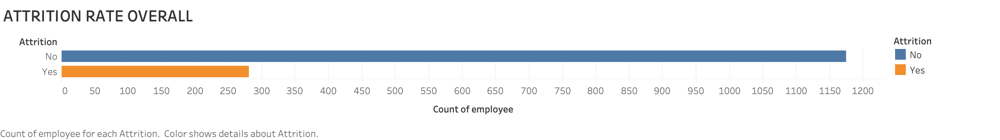 ATTRITION RATE OVERALL
Attrition
No
Yes
0 50 100 150 200 250 300 350 400 450 500 550 600 650 700 750 800 850 900 950 1000 1050 1100 1150 1200
Count of employee
Attrition
No
Yes
Count of employee for each Attrition.  Color shows details about Attrition.